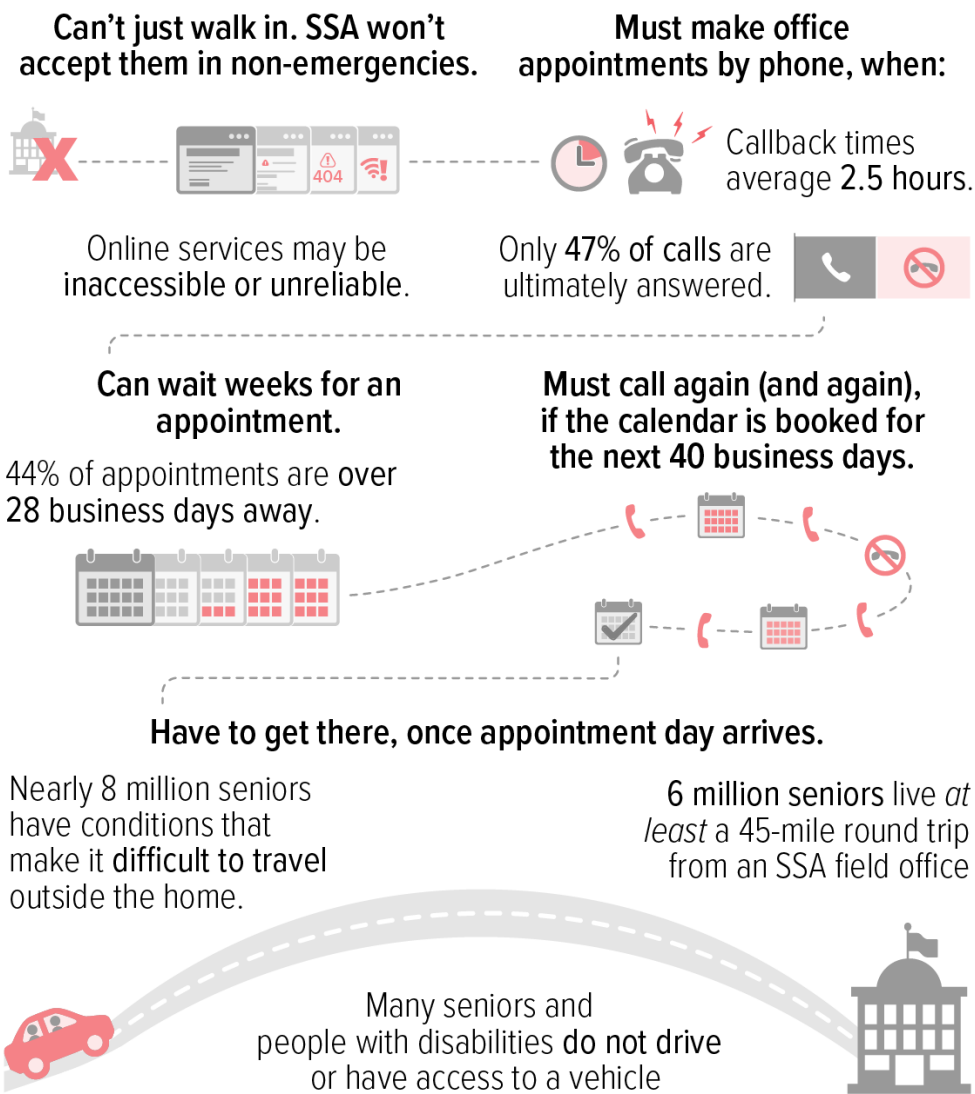 Can't just walk in. SSA won't
accept them in non-emergencies.
Must make office
appointments by phone, when:
404
Callback times
average 2.5 hours.
Online services may be
inaccessible or unreliable.
Only 47% of calls are
ultimately answered.
Can wait weeks for an
appointment.
44% of appointments are over
28 business days away.
Must call again (and again),
if the calendar is booked for
the next 40 business days.
Have to get there, once appointment day arrives.
Nearly 8 million seniors
have conditions that
make it difficult to travel
outside the home.
6 million seniors live at
least a 45-mile round trip
from an SSA field office
Many seniors and
people with disabilities do not drive
or have access to a vehicle